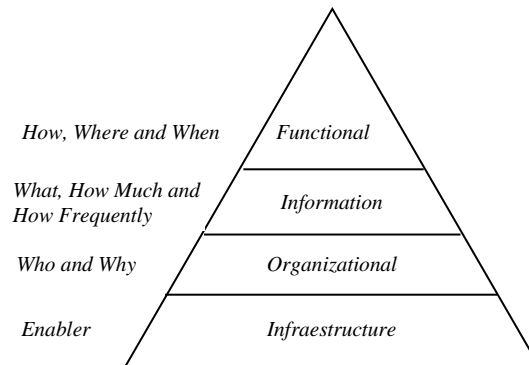 How, Where and When Functional
What, How Much and
How Frequently
Information
Who and Why Organizational
Enabler Infraestructure